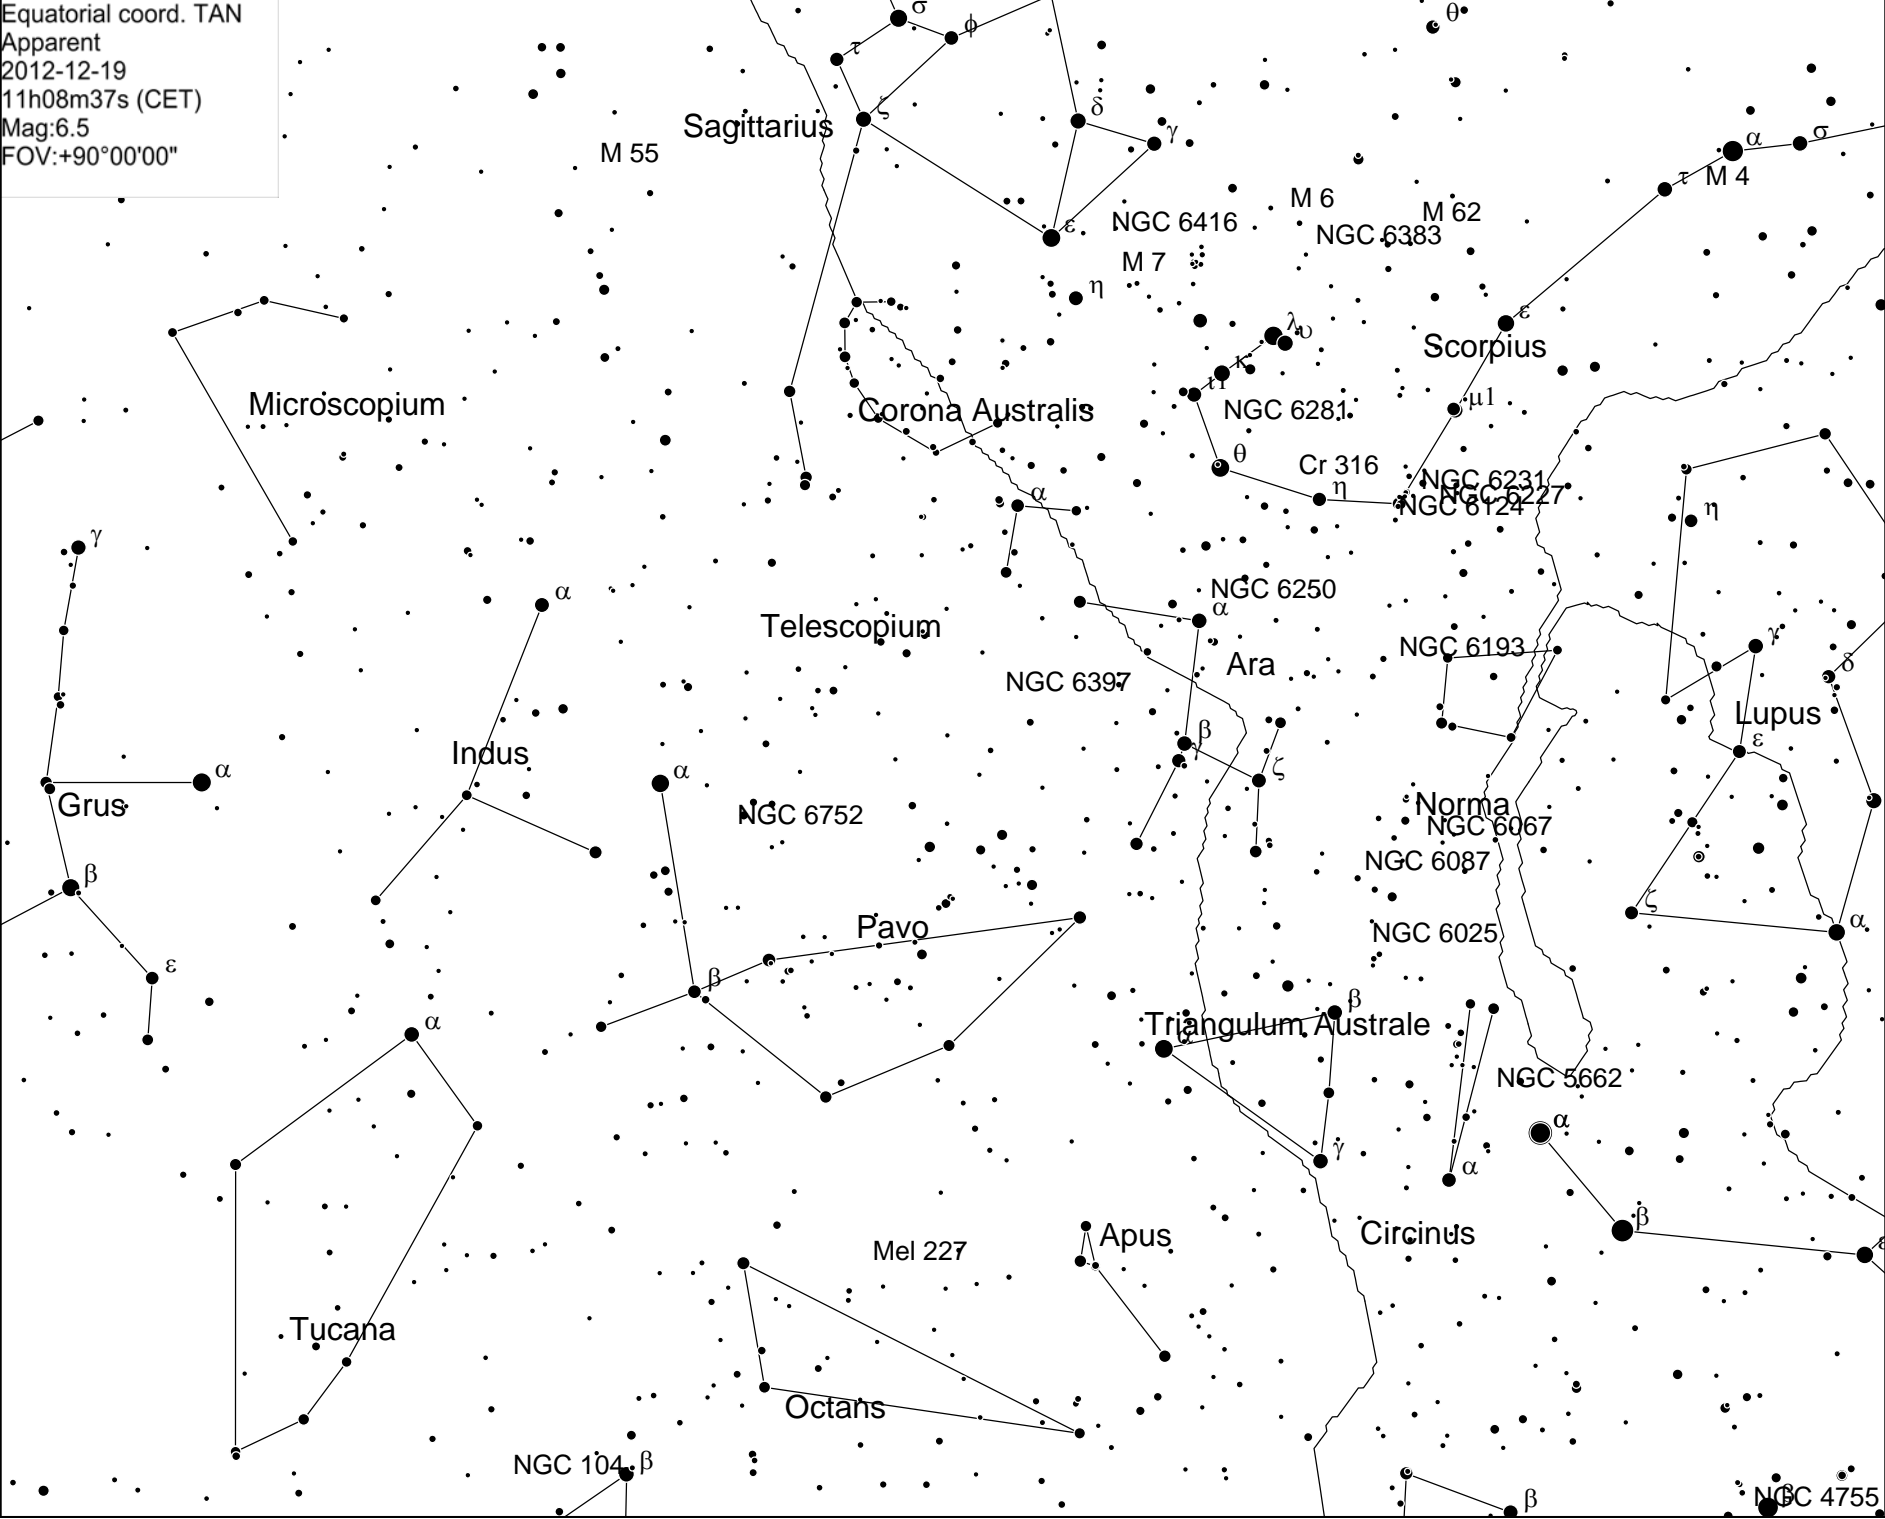 Equatorial coord. TAN
Apparent
2012-12-19
11h08m37s (CET)
Mag:6.5
FOV:+90°00'00"
σ
φ
θ
τ
ζ
δ
γ
Sagittarius
M 55
α
σ
τ
M 4
M 6
M 62
NGC 6416
NGC 6383
ε
M 7
η
λ
υ
ε
Scorpius
κ
ι1
μ1
Microscopium
Corona Australis
NGC 6281
θ
Cr 316
η
NGC 6231
NGC 6227
NGC 6124
α
η
γ
α
NGC 6250
α
Telescopium
Ara
NGC 6193
γ
δ
NGC 6397
Lupus
β
γ
ε
Indus
ζ
α
α
Grus
NGC 6752
Norma
NGC 6067
NGC 6087
β
ζ
α
Pavo
NGC 6025
ε
β
β
α
Triangulum Australe
α
NGC 5662
α
γ
α
β
Apus
Circinus
Mel 227
ε
Tucana
Octans
NGC 104
β
β
β
NGC 4755